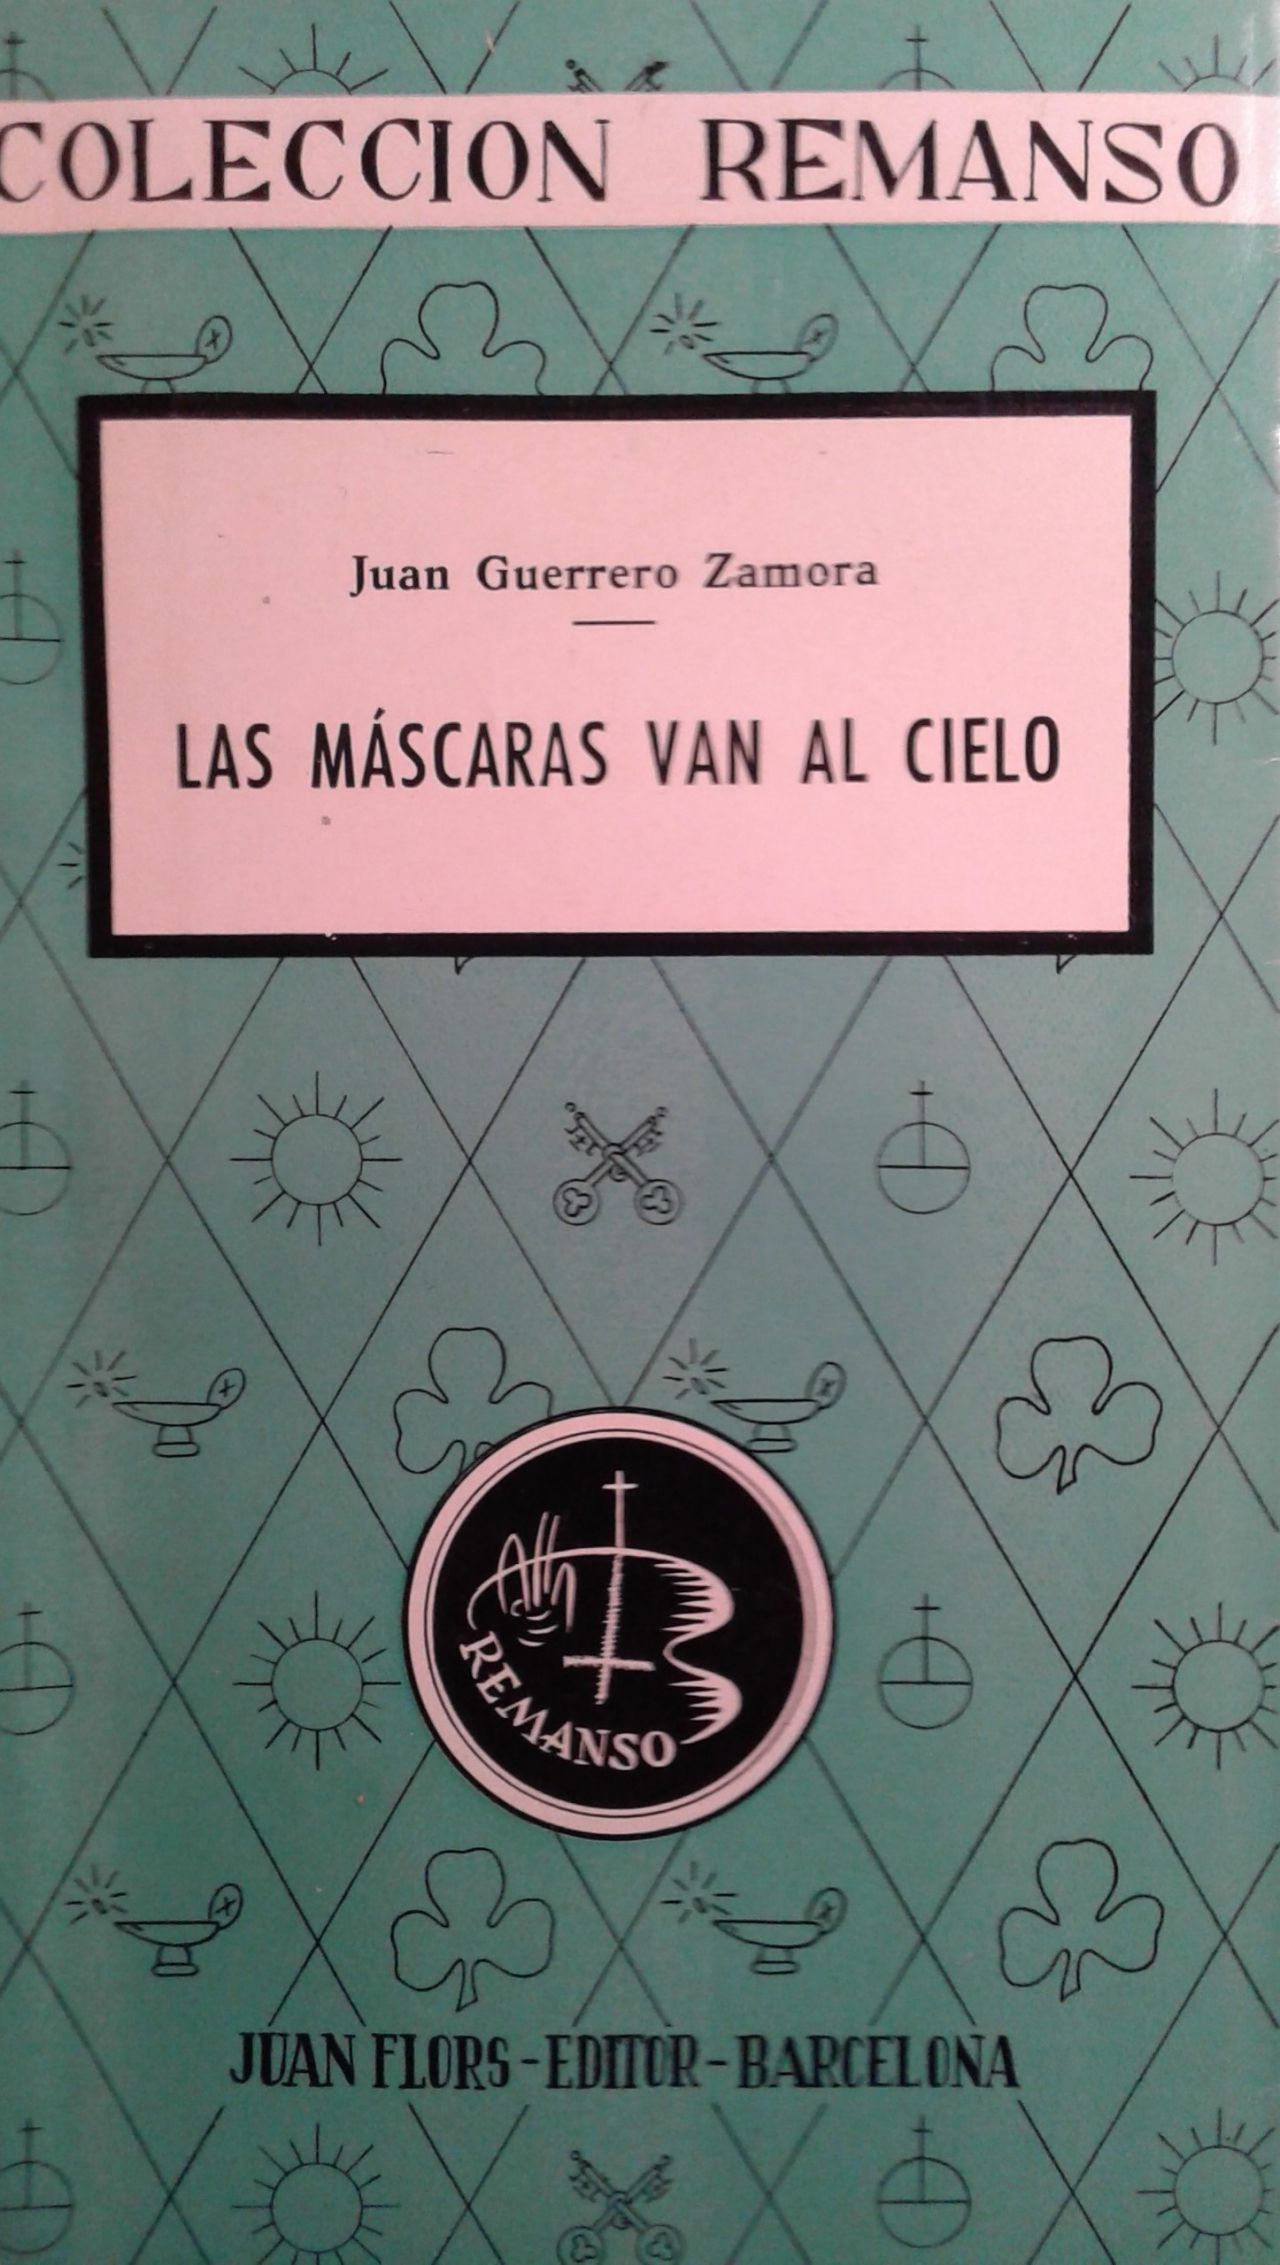 COLECCION REMANSO
Juan Guerrero Zamora
LAS MÁSCARAS VAN AL CIELO
REMANSO
JUAN FLORS-EDITOR-BARCELONA